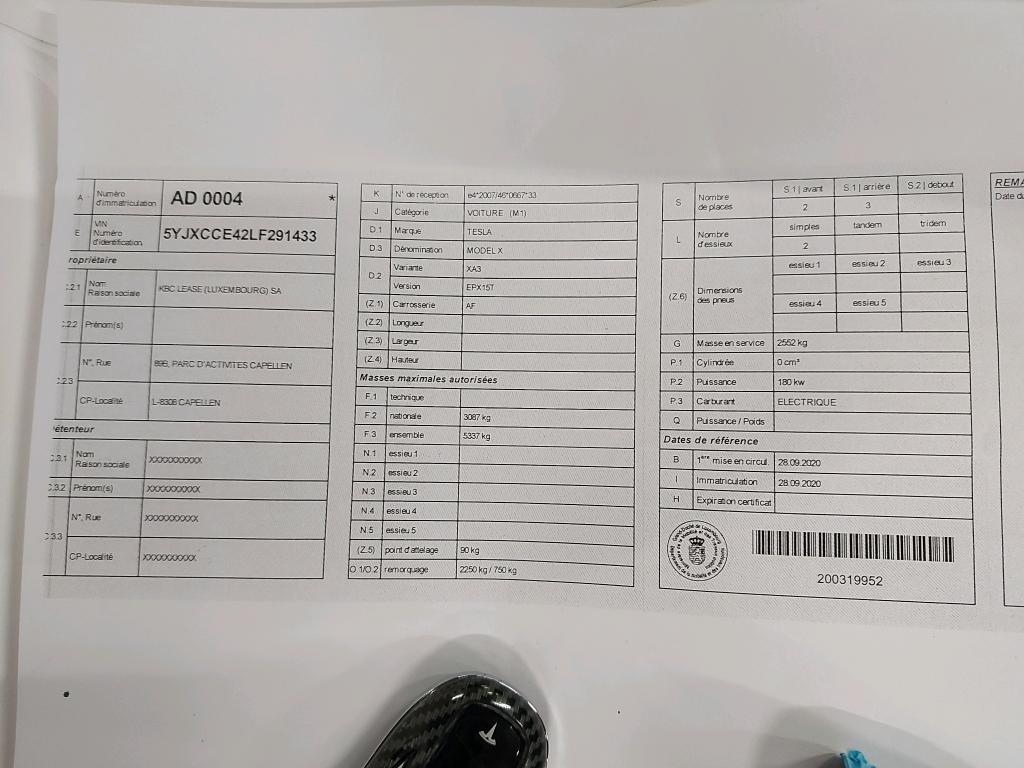 A Numéro d'immatriculation AD 0004 *
E VIN Numéro d'identification 5YJXCCE42LF291433
ropriétaire
C.2.1 Nom Raison sociale KBC LEASE (LUXEMBOURG) SA
C.2.2 Prénom(s)
C.2.3 N°, Rue 89B, PARC D'ACTIVITES CAPELLEN
CP-Localité L-8308 CAPELLEN
étenteur
C.3.1 Nom Raison sociale XXXXXXXXXX
C.3.2 Prénom(s) XXXXXXXXXX
C.3.3 N°, Rue XXXXXXXXXX
CP-Localité XXXXXXXXXX
K N° de réception e4*2007/46*0667*33
J Catégorie VOITURE (M1)
D.1 Marque TESLA
D.3 Dénomination MODEL X
D.2 Variante XA3
Version EPX15T
(Z.1) Carrosserie AF
(Z.2) Longueur
(Z.3) Largeur
(Z.4) Hauteur
Masses maximales autorisées
F.1 technique
F.2 nationale 3087 kg
F.3 ensemble 5337 kg
N.1 essieu 1
N.2 essieu 2
N.3 essieu 3
N.4 essieu 4
N.5 essieu 5
(Z.5) point d'attelage 90 kg
O.1/O.2 remorquage 2250 kg / 750 kg
S Nombre de places S.1 | avant S.1 | arrière S.2 | debout
2 3
L Nombre d'essieux simples tandem tridem
2
(Z.6) Dimensions des pneus essieu 1 essieu 2 essieu 3
essieu 4 essieu 5
G Masse en service 2552 kg
P.1 Cylindrée 0 cm³
P.2 Puissance 180 kw
P.3 Carburant ELECTRIQUE
Q Puissance / Poids
Dates de référence
B 1ère mise en circul. 28.09.2020
I Immatriculation 28.09.2020
H Expiration certificat
Grand-Duché de Luxembourg
200319952
REMA
Date du